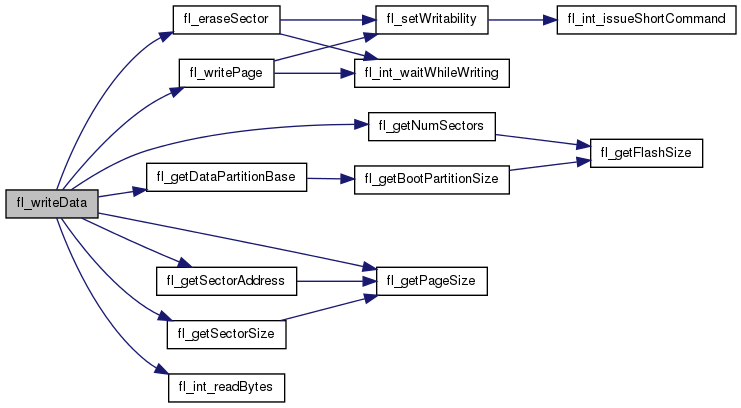 fl_eraseSector
fl_setWritability
fl_int_issueShortCommand
fl_writePage
fl_int_waitWhileWriting
fl_getNumSectors
fl_getFlashSize
fl_getDataPartitionBase
fl_getBootPartitionSize
fl_writeData
fl_getSectorAddress
fl_getPageSize
fl_getSectorSize
fl_int_readBytes